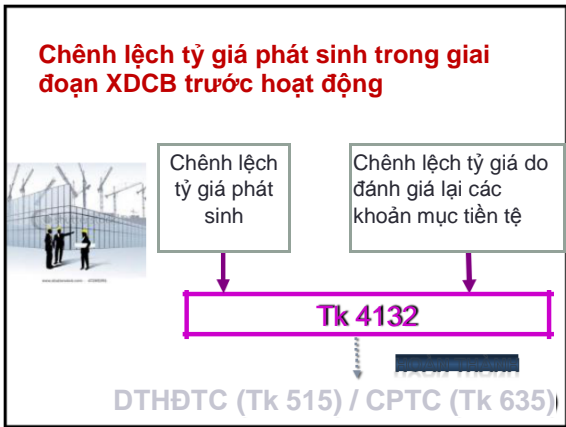 Chênh lệch tỷ giá phát sinh trong giai
đoạn XDCB trước hoạt động
Chênh lệch
tỷ giá phát
sinh
Chênh lệch tỷ giá do
đánh giá lại các
khoản mục tiền tệ
Tk 4132
DTHĐTC (Tk 515) / CPTC (Tk 635)